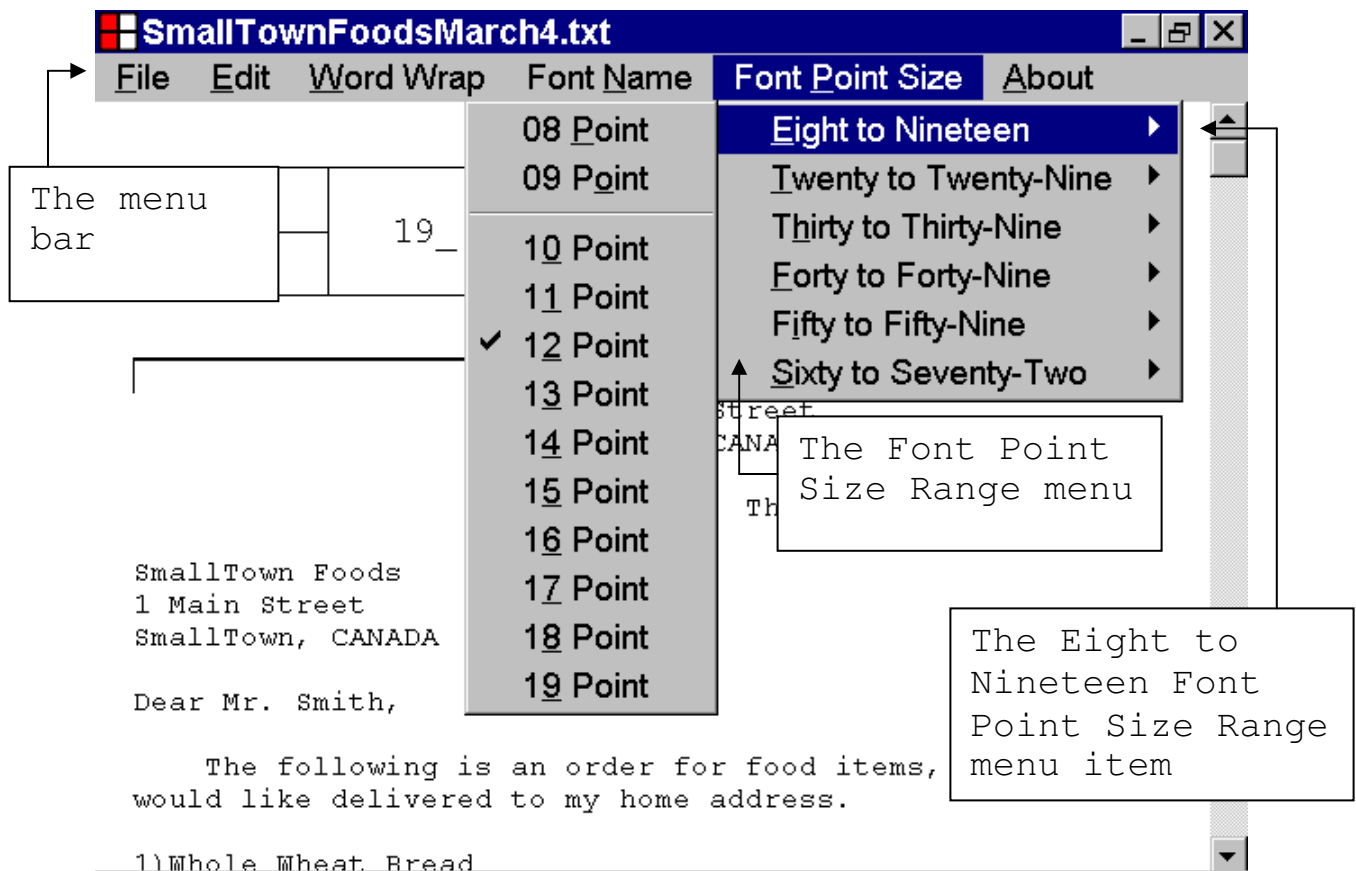 SmallTownFoodsMarch4.txt
File Edit Word Wrap Font Name Font Point Size About
08 Point
09 Point
10 Point
11 Point
12 Point
13 Point
14 Point
15 Point
16 Point
17 Point
18 Point
19 Point
Eight to Nineteen
Twenty to Twenty-Nine
Thirty to Thirty-Nine
Forty to Forty-Nine
Fifty to Fifty-Nine
Sixty to Seventy-Two
The menu
bar
19_
Street
The Font Point
Size Range menu
The Eight to
Nineteen Font
Point Size Range
menu item
SmallTown Foods
1 Main Street
SmallTown, CANADA
Dear Mr. Smith,
The following is an order for food items,
would like delivered to my home address.
1)Whole Wheat Bread